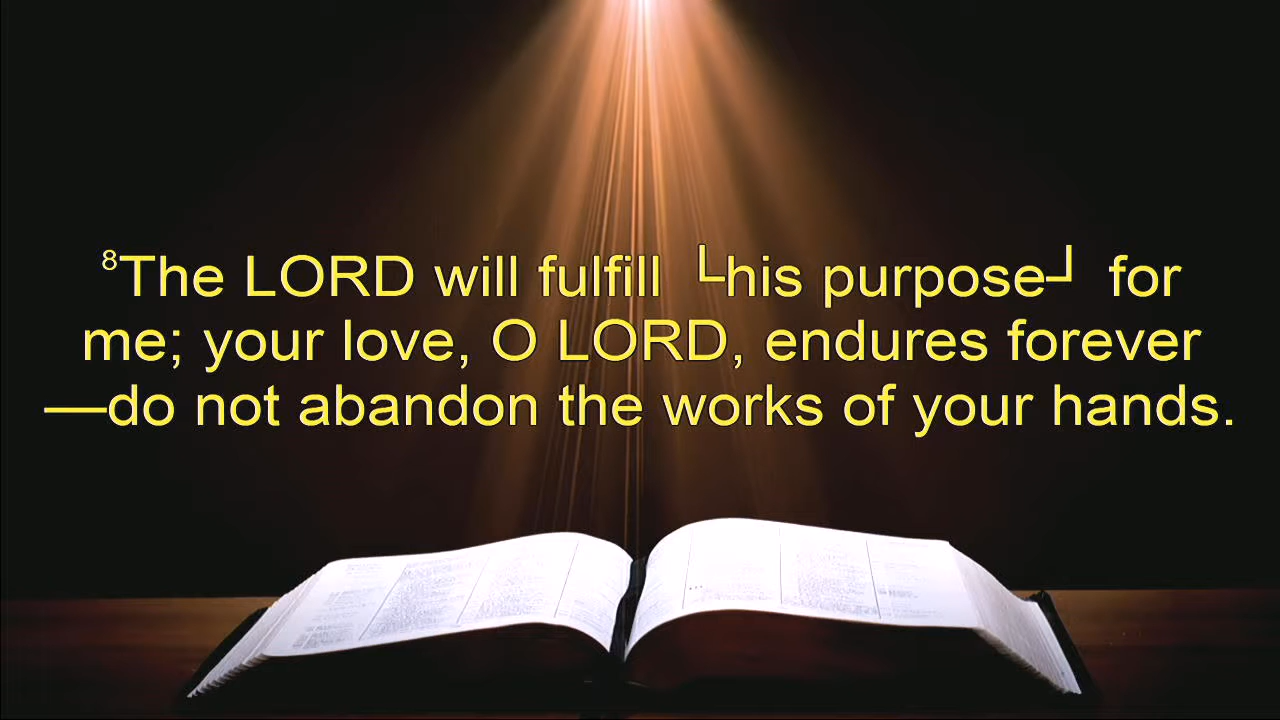 ⁸The LORD will fulfill └his purpose┘ for
me; your love, O LORD, endures forever
—do not abandon the works of your hands.